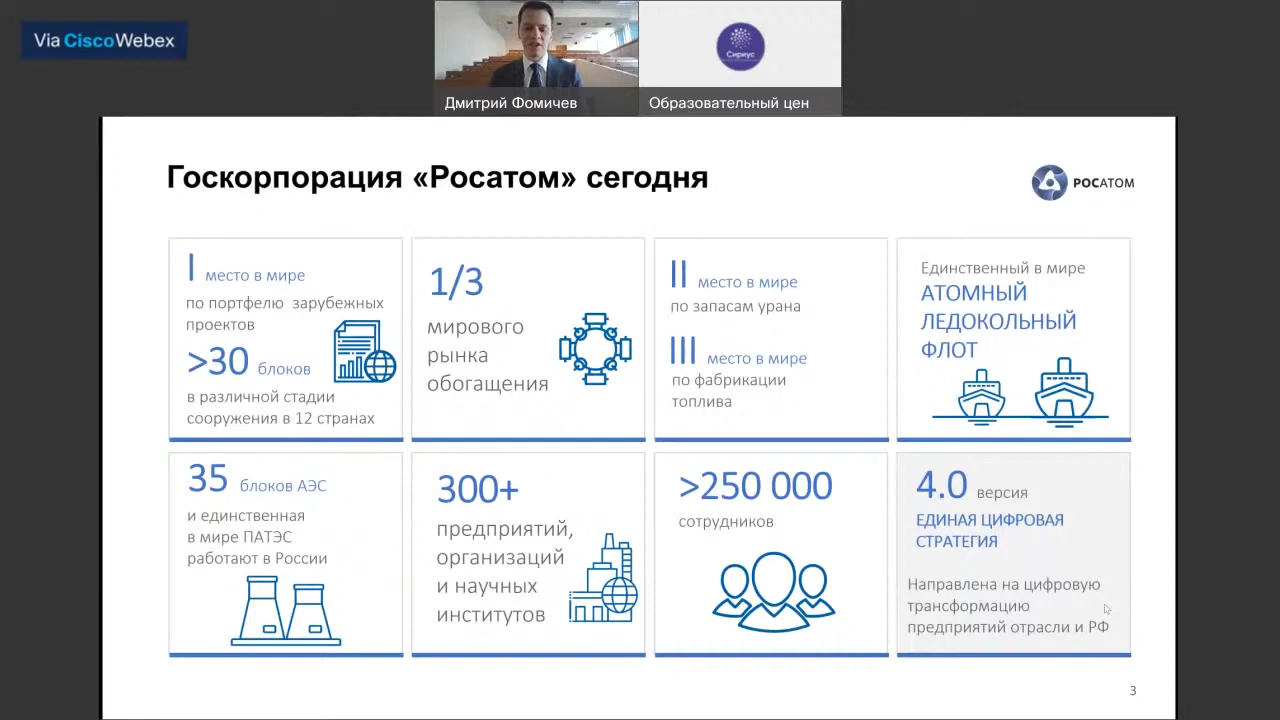 Via CiscoWebex
Дмитрий Фомичев
Сириус
Образовательный цен
Госкорпорация «Росатом» сегодня
РОСАТОМ
I место в мире
по портфелю зарубежных
проектов
>30 блоков
в различной стадии
сооружения в 12 странах
1/3
мирового
рынка
обогащения
II место в мире
по запасам урана
III место в мире
по фабрикации
топлива
Единственный в мире
АТОМНЫЙ
ЛЕДОКОЛЬНЫЙ
ФЛОТ
35 блоков АЭС
и единственная
в мире ПАТЭС
работают в России
300+
предприятий,
организаций
и научных
институтов
>250 000
сотрудников
4.0 версия
ЕДИНАЯ ЦИФРОВАЯ
СТРАТЕГИЯ
Направлена на цифровую
трансформацию
предприятий отрасли и РФ
3